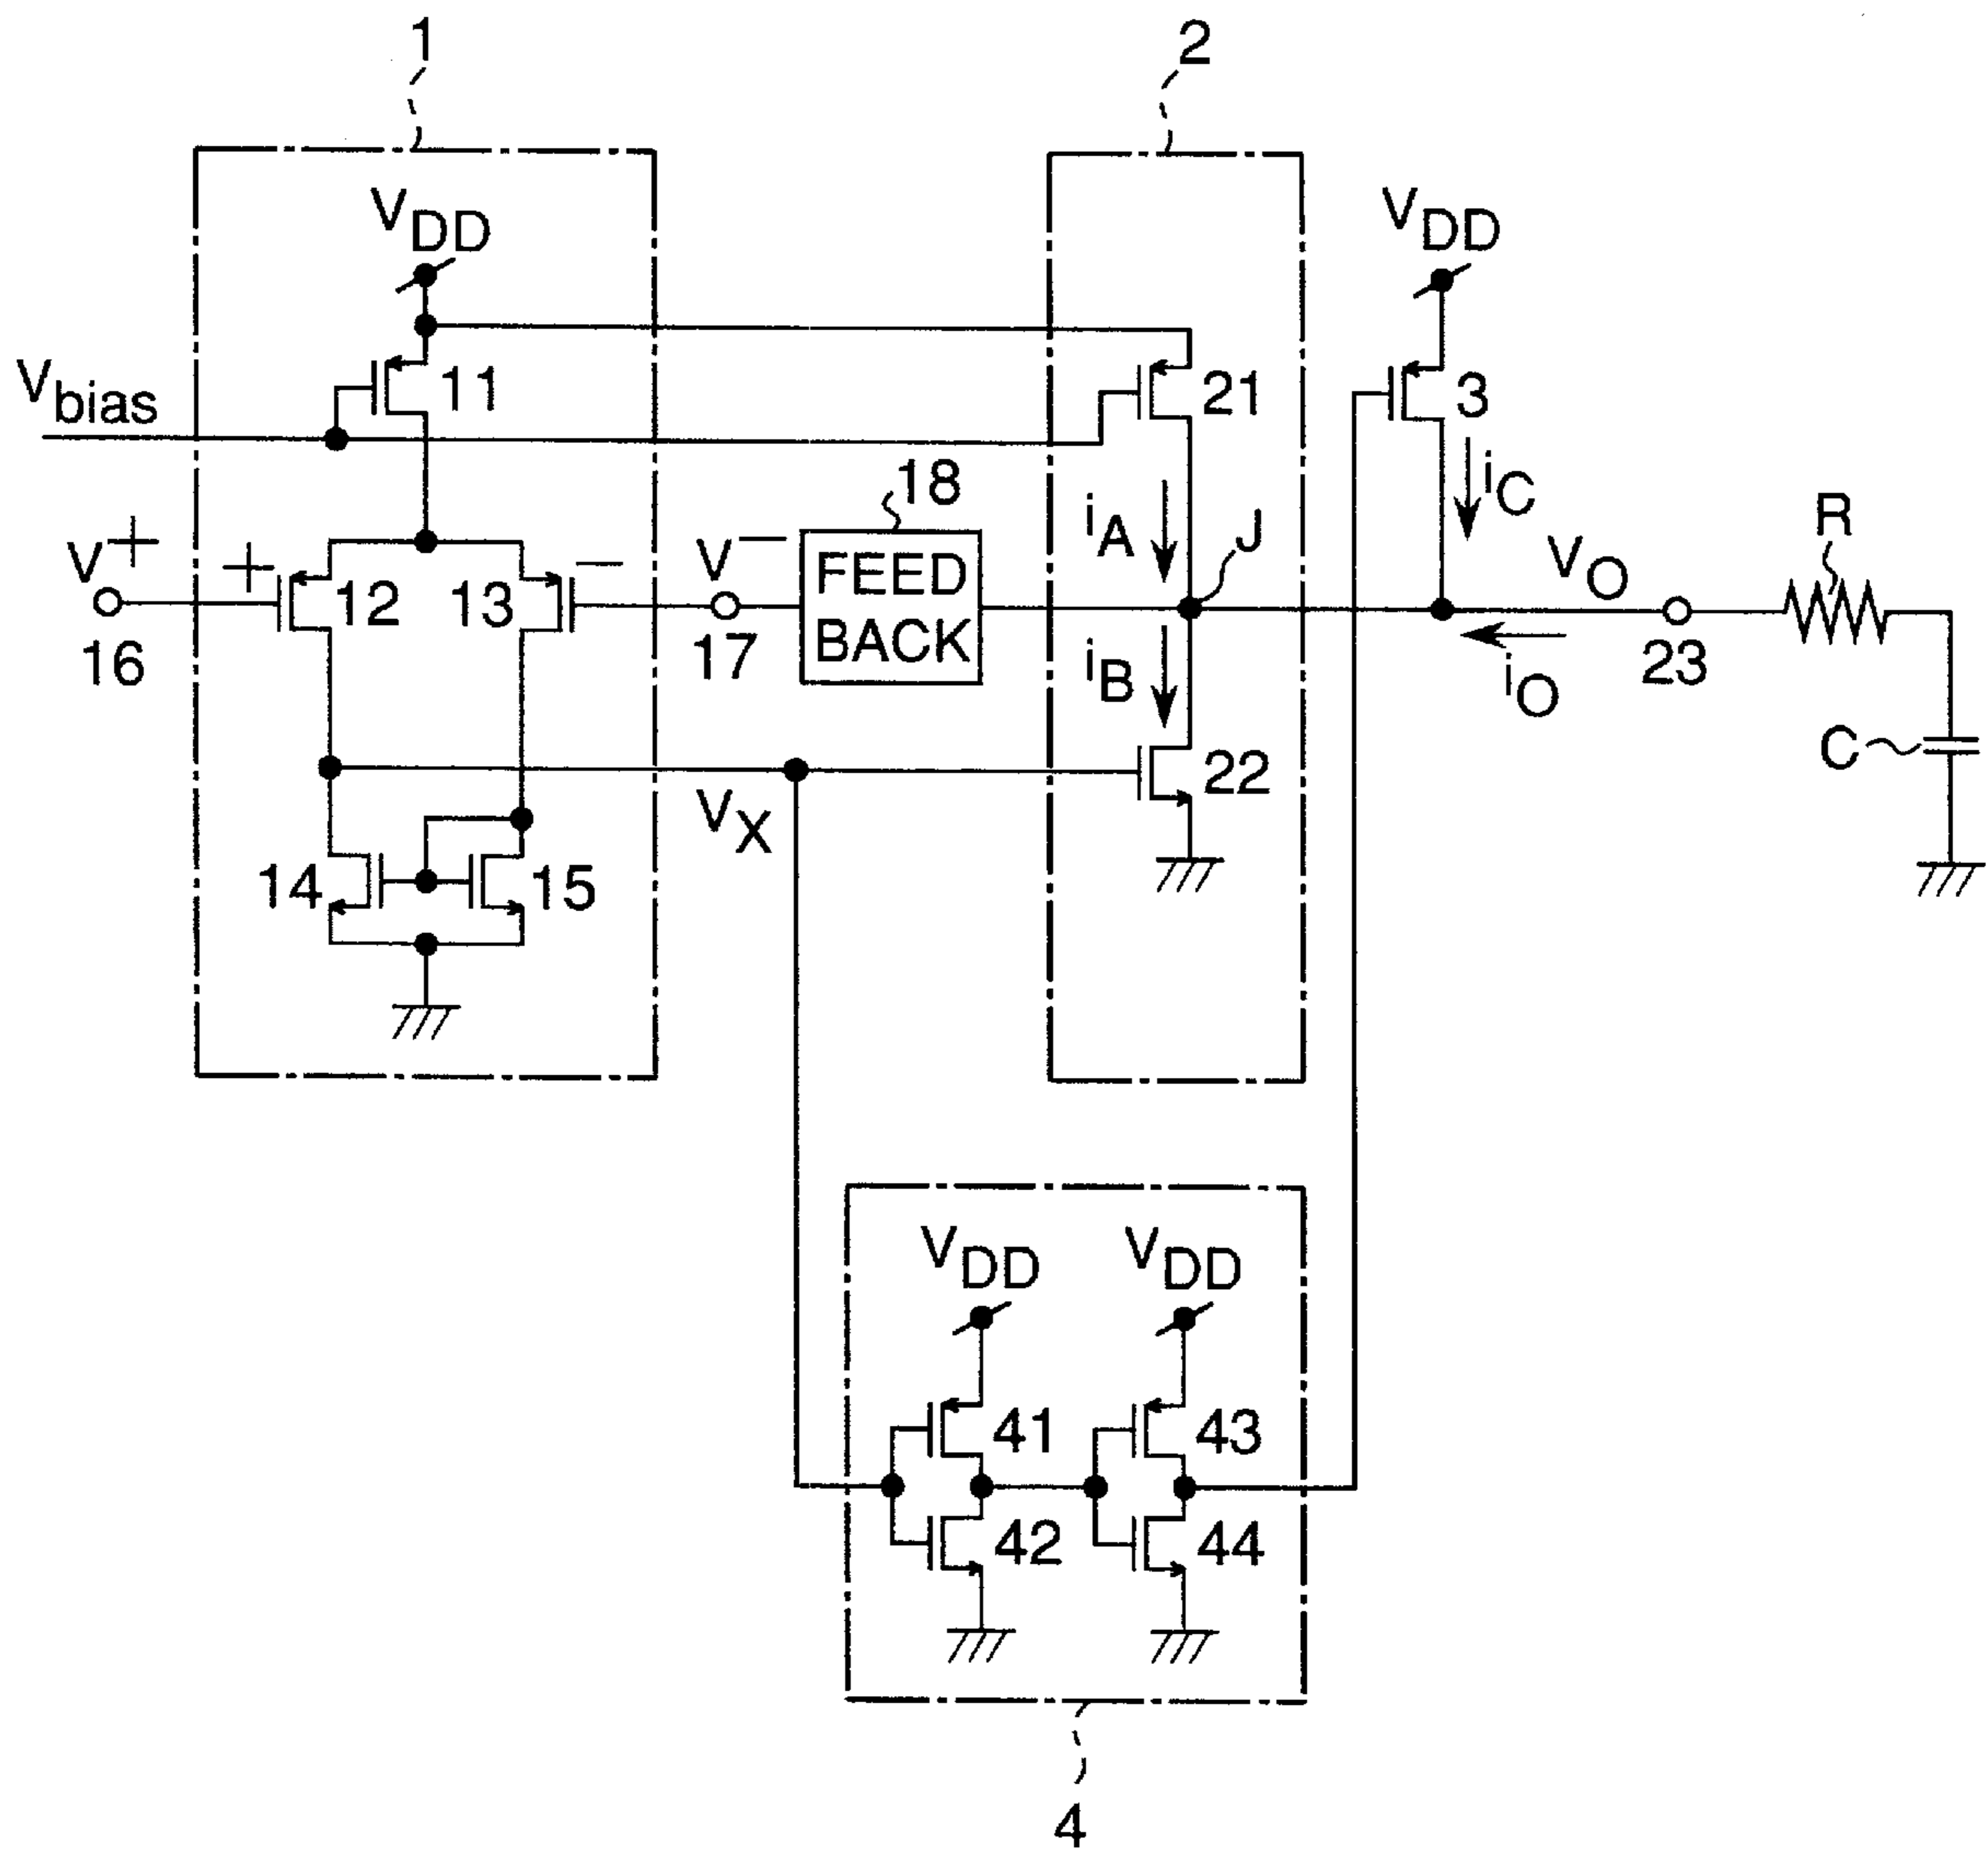 1
2
VDD
VDD
Vbias
11
21
3
iC
18
iA
J
R
V+
+
12
13
−
V−
FEED
BACK
VO
16
17
iB
iO
23
C
VX
22
14
15
VDD
VDD
41
43
42
44
4